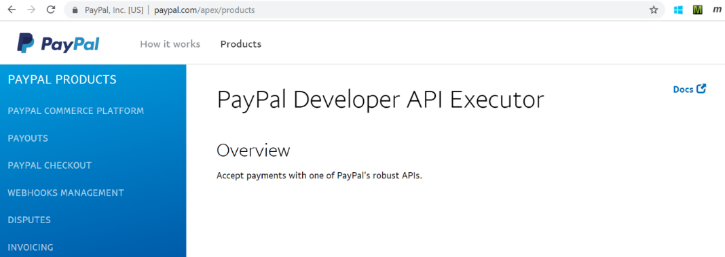 PayPal, Inc. [US] | paypal.com/apex/products
PayPal How it works Products
PAYPAL PRODUCTS
PAYPAL COMMERCE PLATFORM
PAYOUTS
PAYPAL CHECKOUT
WEBHOOKS MANAGEMENT
DISPUTES
INVOICING
PayPal Developer API Executor
Docs
Overview
Accept payments with one of PayPal's robust APIs.